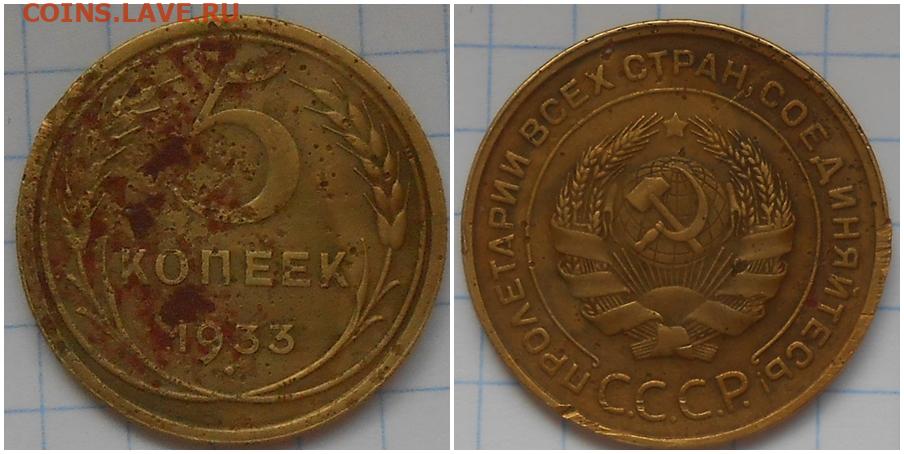 COINS.LAVE.RU
5
КОПЕЕК
1933
ПРОЛЕТАРИИ ВСЕХ СТРАН, СОЕДИНЯЙТЕСЬ!
С.С.С.Р.